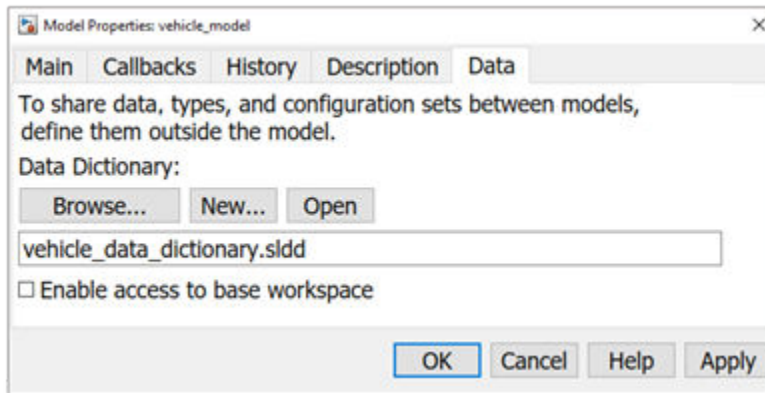 Model Properties: vehicle_model
Main Callbacks History Description Data
To share data, types, and configuration sets between models,
define them outside the model.
Data Dictionary:
Browse... New... Open
vehicle_data_dictionary.sldd
Enable access to base workspace
OK Cancel Help Apply